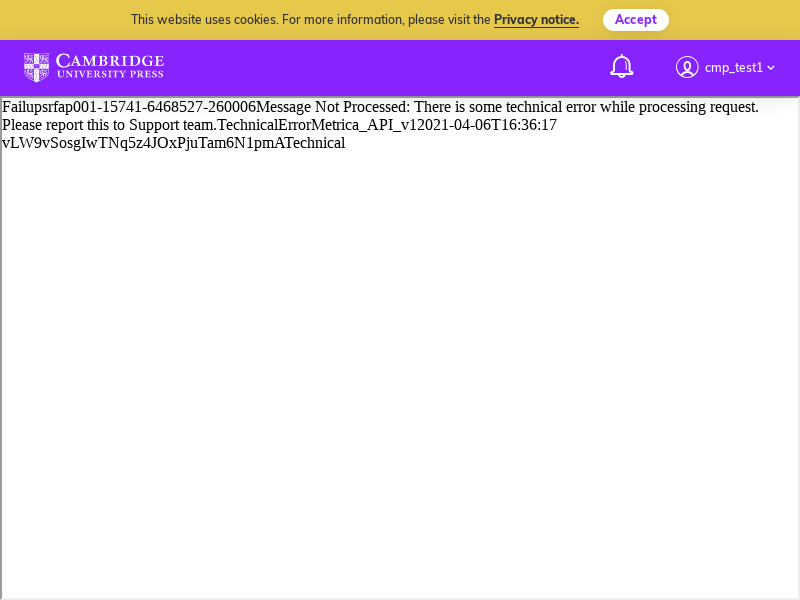 This website uses cookies. For more information, please visit the Privacy notice.
Accept
CAMBRIDGE
UNIVERSITY PRESS
cmp_test1
Failupsrfap001-15741-6468527-260006Message Not Processed: There is some technical error while processing request.
Please report this to Support team.TechnicalErrorMetrica_API_v12021-04-06T16:36:17
vLW9vSosgIwTNq5z4JOxPjuTam6N1pmATechnical